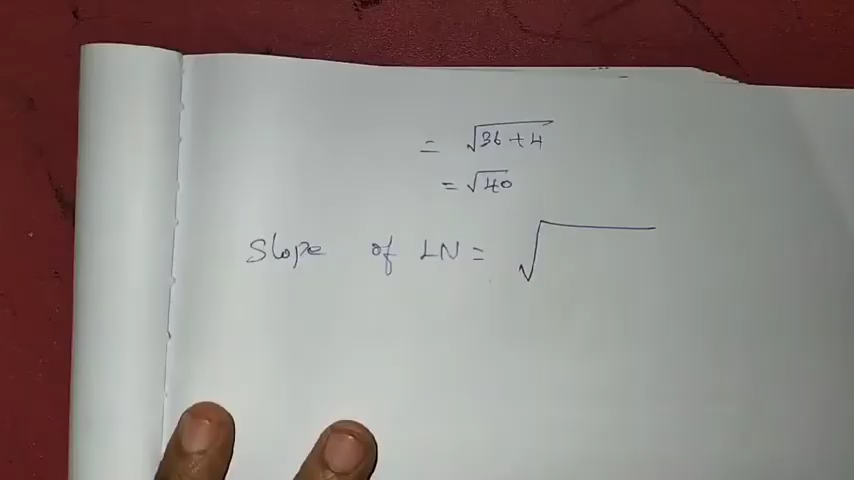 = √36+4
= √40
Slope of LN = √